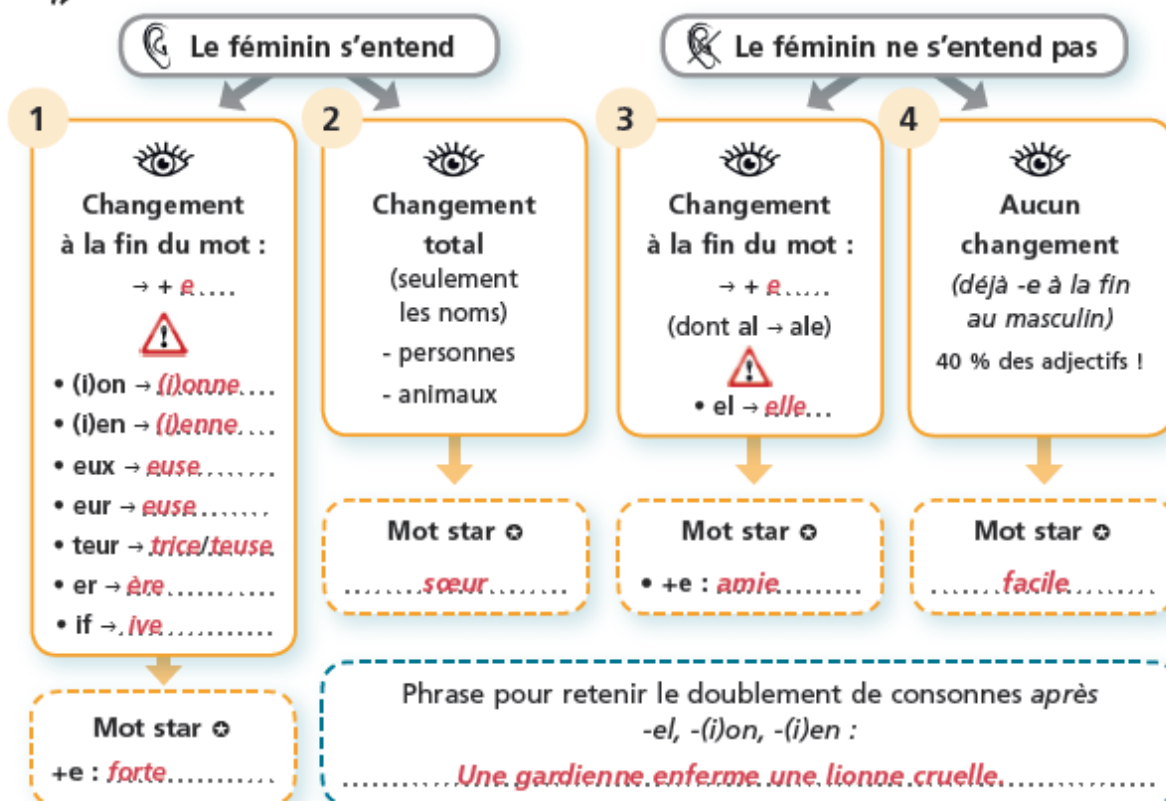 Le féminin s'entend
Le féminin ne s'entend pas
1
Changement
à la fin du mot :
→ + e.....
• (i)on → (i)onne....
• (i)en → (i)enne....
• eux → euse........
• eur → euse........
• teur → trice/teuse
• er → ère............
• if → ive............
Mot star ✪
+e : forte............
2
Changement
total
(seulement
les noms)
- personnes
- animaux
Mot star ✪
.........sœur............
3
Changement
à la fin du mot :
→ + e.....
(dont al → ale)
• el → elle...
Mot star ✪
• +e : amie..........
4
Aucun
changement
(déjà -e à la fin
au masculin)
40 % des adjectifs !
Mot star ✪
........facile............
Phrase pour retenir le doublement de consonnes après
-el, -(i)on, -(i)en :
............Une gardienne enferme une lionne cruelle.............